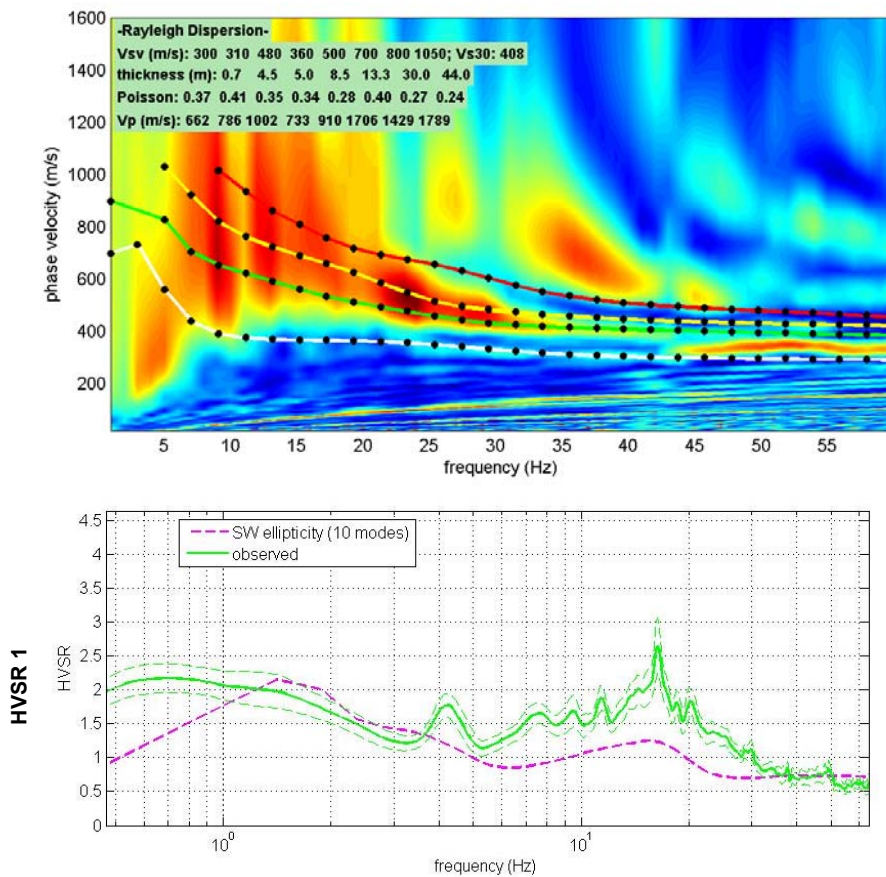 1600
1400
1200
1000
800
600
400
200
phase velocity (m/s)
-Rayleigh Dispersion-
Vsv (m/s): 300 310 480 360 500 700 800 1050; Vs30: 408
thickness (m): 0.7 4.5 5.0 8.5 13.3 30.0 44.0
Poisson: 0.37 0.41 0.35 0.34 0.28 0.40 0.27 0.24
Vp (m/s): 662 786 1002 733 910 1706 1429 1789
5 10 15 20 25 30 35 40 45 50 55
frequency (Hz)
HVSR 1
HVSR
4.5
4
3.5
3
2.5
2
1.5
1
0.5
0
SW ellipticity (10 modes)
observed
10⁰ 10¹
frequency (Hz)